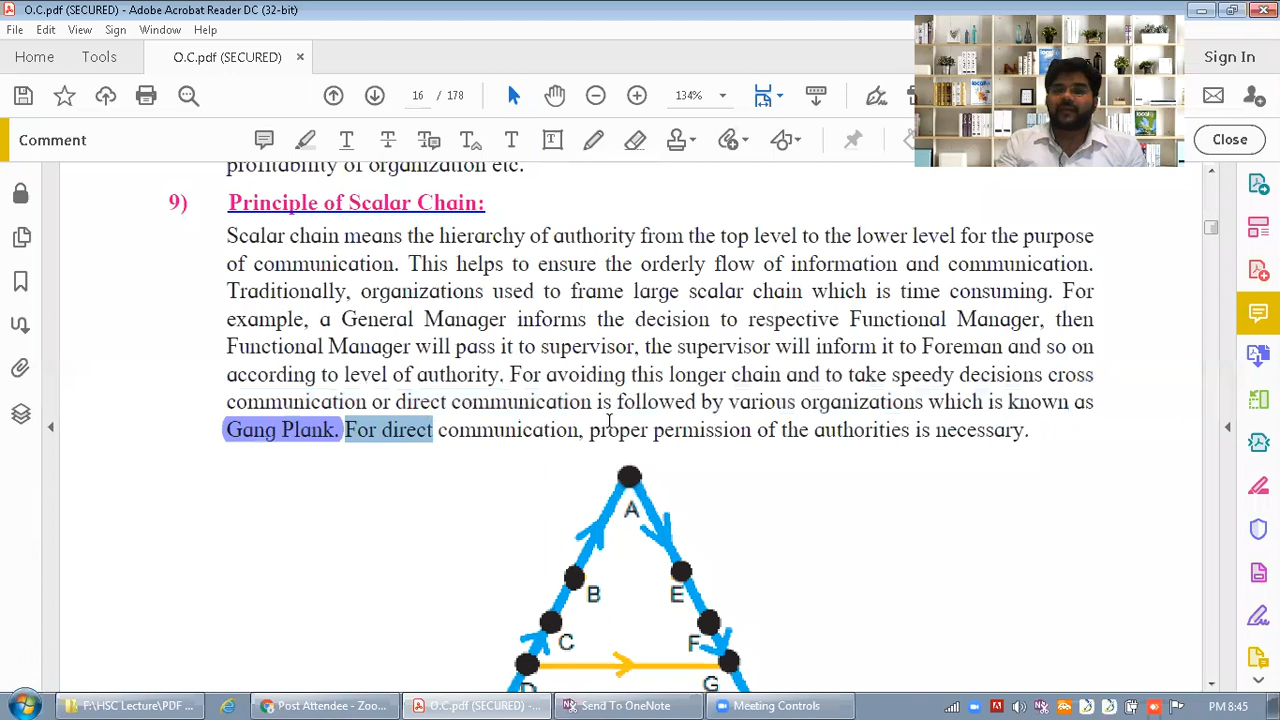 O.C.pdf (SECURED) - Adobe Acrobat Reader DC (32-bit)
File Edit View Sign Window Help
Home Tools O.C.pdf (SECURED) × Sign In
16 / 178 134%
Comment Close
profitability of organization etc.
9) Principle of Scalar Chain:
Scalar chain means the hierarchy of authority from the top level to the lower level for the purpose
of communication. This helps to ensure the orderly flow of information and communication.
Traditionally, organizations used to frame large scalar chain which is time consuming. For
example, a General Manager informs the decision to respective Functional Manager, then
Functional Manager will pass it to supervisor, the supervisor will inform it to Foreman and so on
according to level of authority. For avoiding this longer chain and to take speedy decisions cross
communication or direct communication is followed by various organizations which is known as
Gang Plank. For direct communication, proper permission of the authorities is necessary.
A
B E
C F
D G
F:\HSC Lecture\PDF ... Post Attendee - Zoo... O.C.pdf (SECURED) -... Send To OneNote Meeting Controls PM 8:45